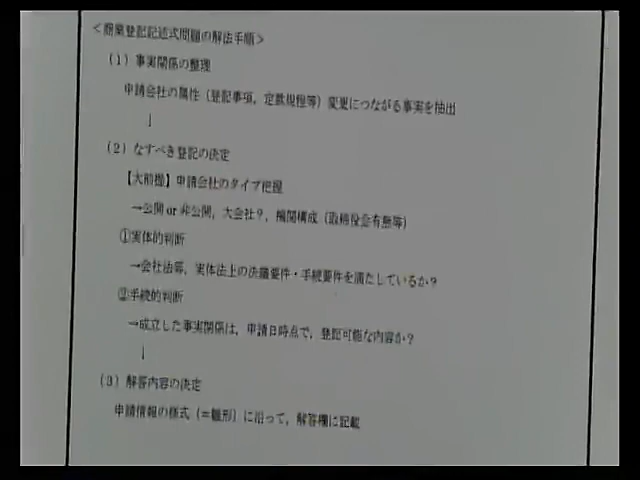 ＜商業登記記述式問題の解法手順＞
（1）事実関係の整理
申請会社の属性（登記事項，定款規程等）変更につながる事実を抽出
↓
（2）なすべき登記の決定
【大前提】申請会社のタイプ把握
→公開 or 非公開，大会社？，機関構成（取締役会有無等）
①実体的判断
→会社法等，実体法上の決議要件・手続要件を満たしているか？
②手続的判断
→成立した事実関係は，申請日時点で，登記可能な内容か？
↓
（3）解答内容の決定
申請情報の様式（＝雛形）に沿って，解答欄に記載